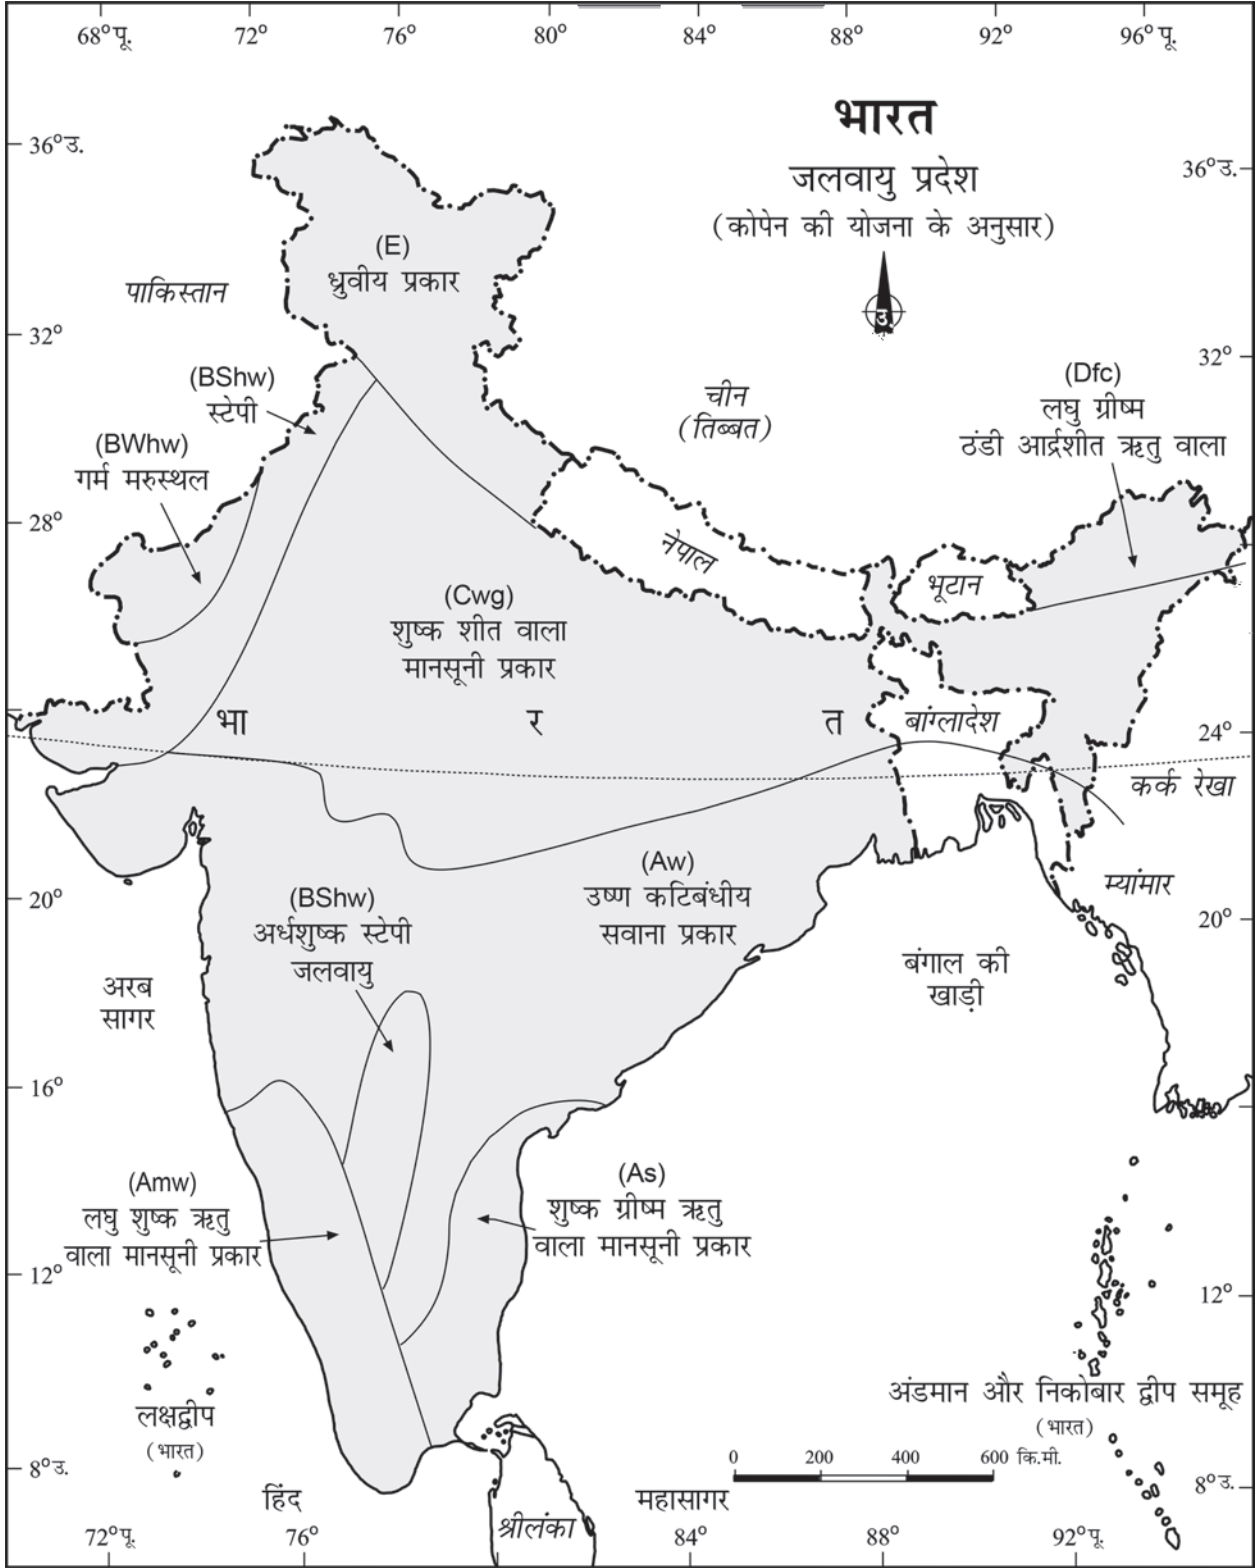 68° पू.
72°
76°
80°
84°
88°
92°
96° पू.
भारत
जलवायु प्रदेश
(कोपेन की योजना के अनुसार)
उ
36° उ.
36° उ.
(E)
ध्रुवीय प्रकार
पाकिस्तान
32°
32°
(BShw)
स्टेपी
(BWhw)
गर्म मरुस्थल
चीन
(तिब्बत)
(Dfc)
लघु ग्रीष्म
ठंडी आर्द्रशीत ऋतु वाला
28°
नेपाल
भूटान
(Cwg)
शुष्क शीत वाला
मानसूनी प्रकार
भा र त
बांग्लादेश
24°
कर्क रेखा
(Aw)
उष्ण कटिबंधीय
सवाना प्रकार
म्यांमार
20°
20°
(BShw)
अर्धशुष्क स्टेपी
जलवायु
अरब
सागर
बंगाल की
खाड़ी
16°
(Amw)
लघु शुष्क ऋतु
वाला मानसूनी प्रकार
(As)
शुष्क ग्रीष्म ऋतु
वाला मानसूनी प्रकार
12°
12°
लक्षद्वीप
(भारत)
अंडमान और निकोबार द्वीप समूह
(भारत)
0 200 400 600 कि.मी.
8° उ.
8° उ.
हिंद
महासागर
श्रीलंका
72° पू.
76°
84°
88°
92° पू.